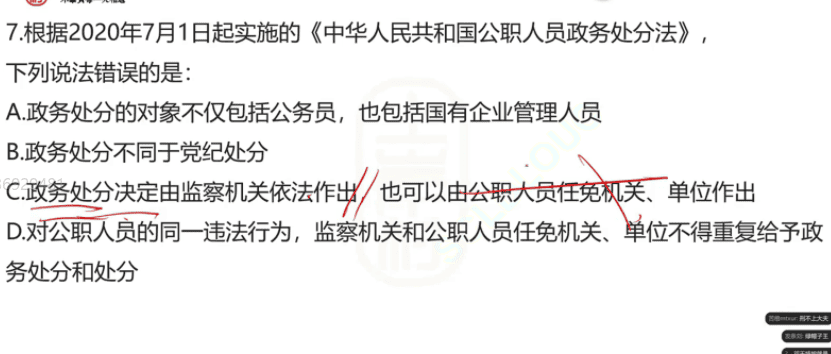 7.根据2020年7月1日起实施的《中华人民共和国公职人员政务处分法》，
下列说法错误的是：
A.政务处分的对象不仅包括公务员，也包括国有企业管理人员
B.政务处分不同于党纪处分
C.政务处分决定由监察机关依法作出，也可以由公职人员任免机关、单位作出
D.对公职人员的同一违法行为，监察机关和公职人员任免机关、单位不得重复给予政
务处分和处分